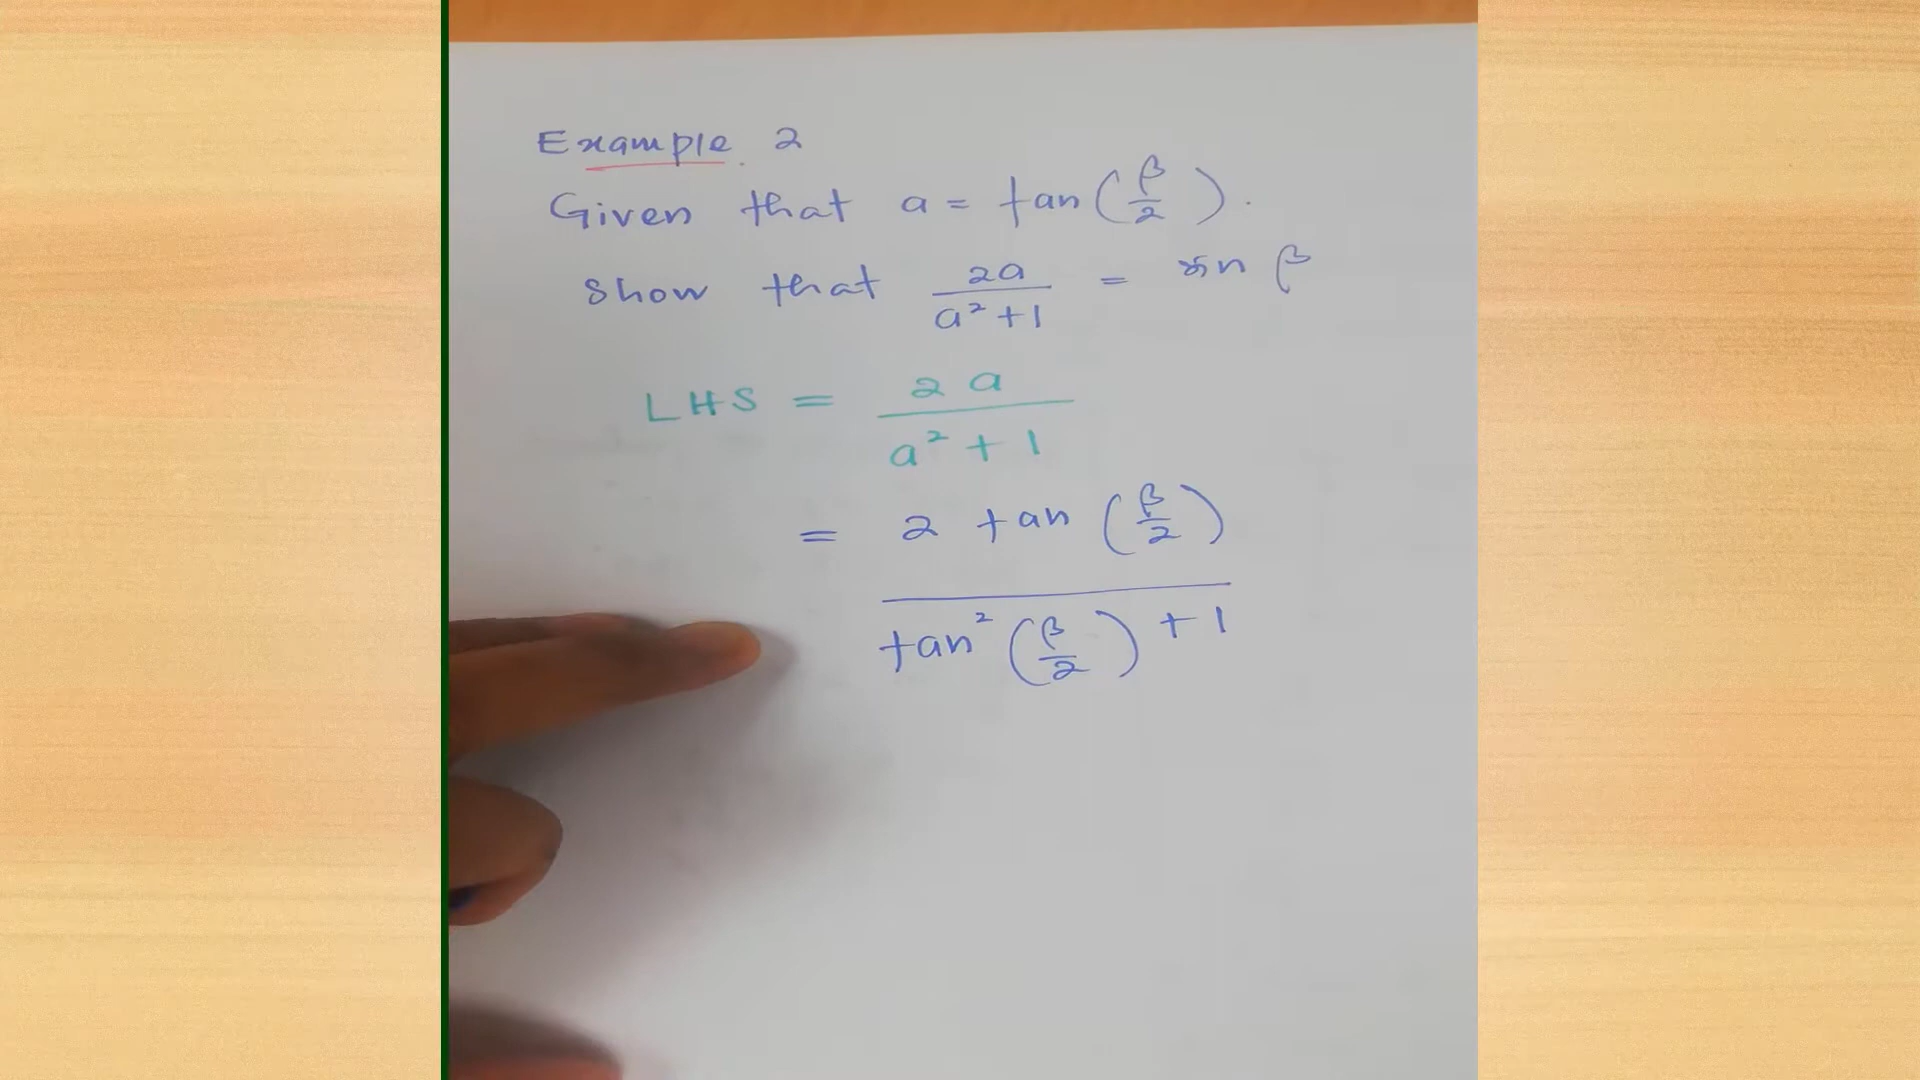 Example 2
Given that a = tan(β/2).
Show that 2a/(a²+1) = sin β
LHS = 2a/(a²+1)
= 2 tan(β/2)
tan²(β/2) + 1